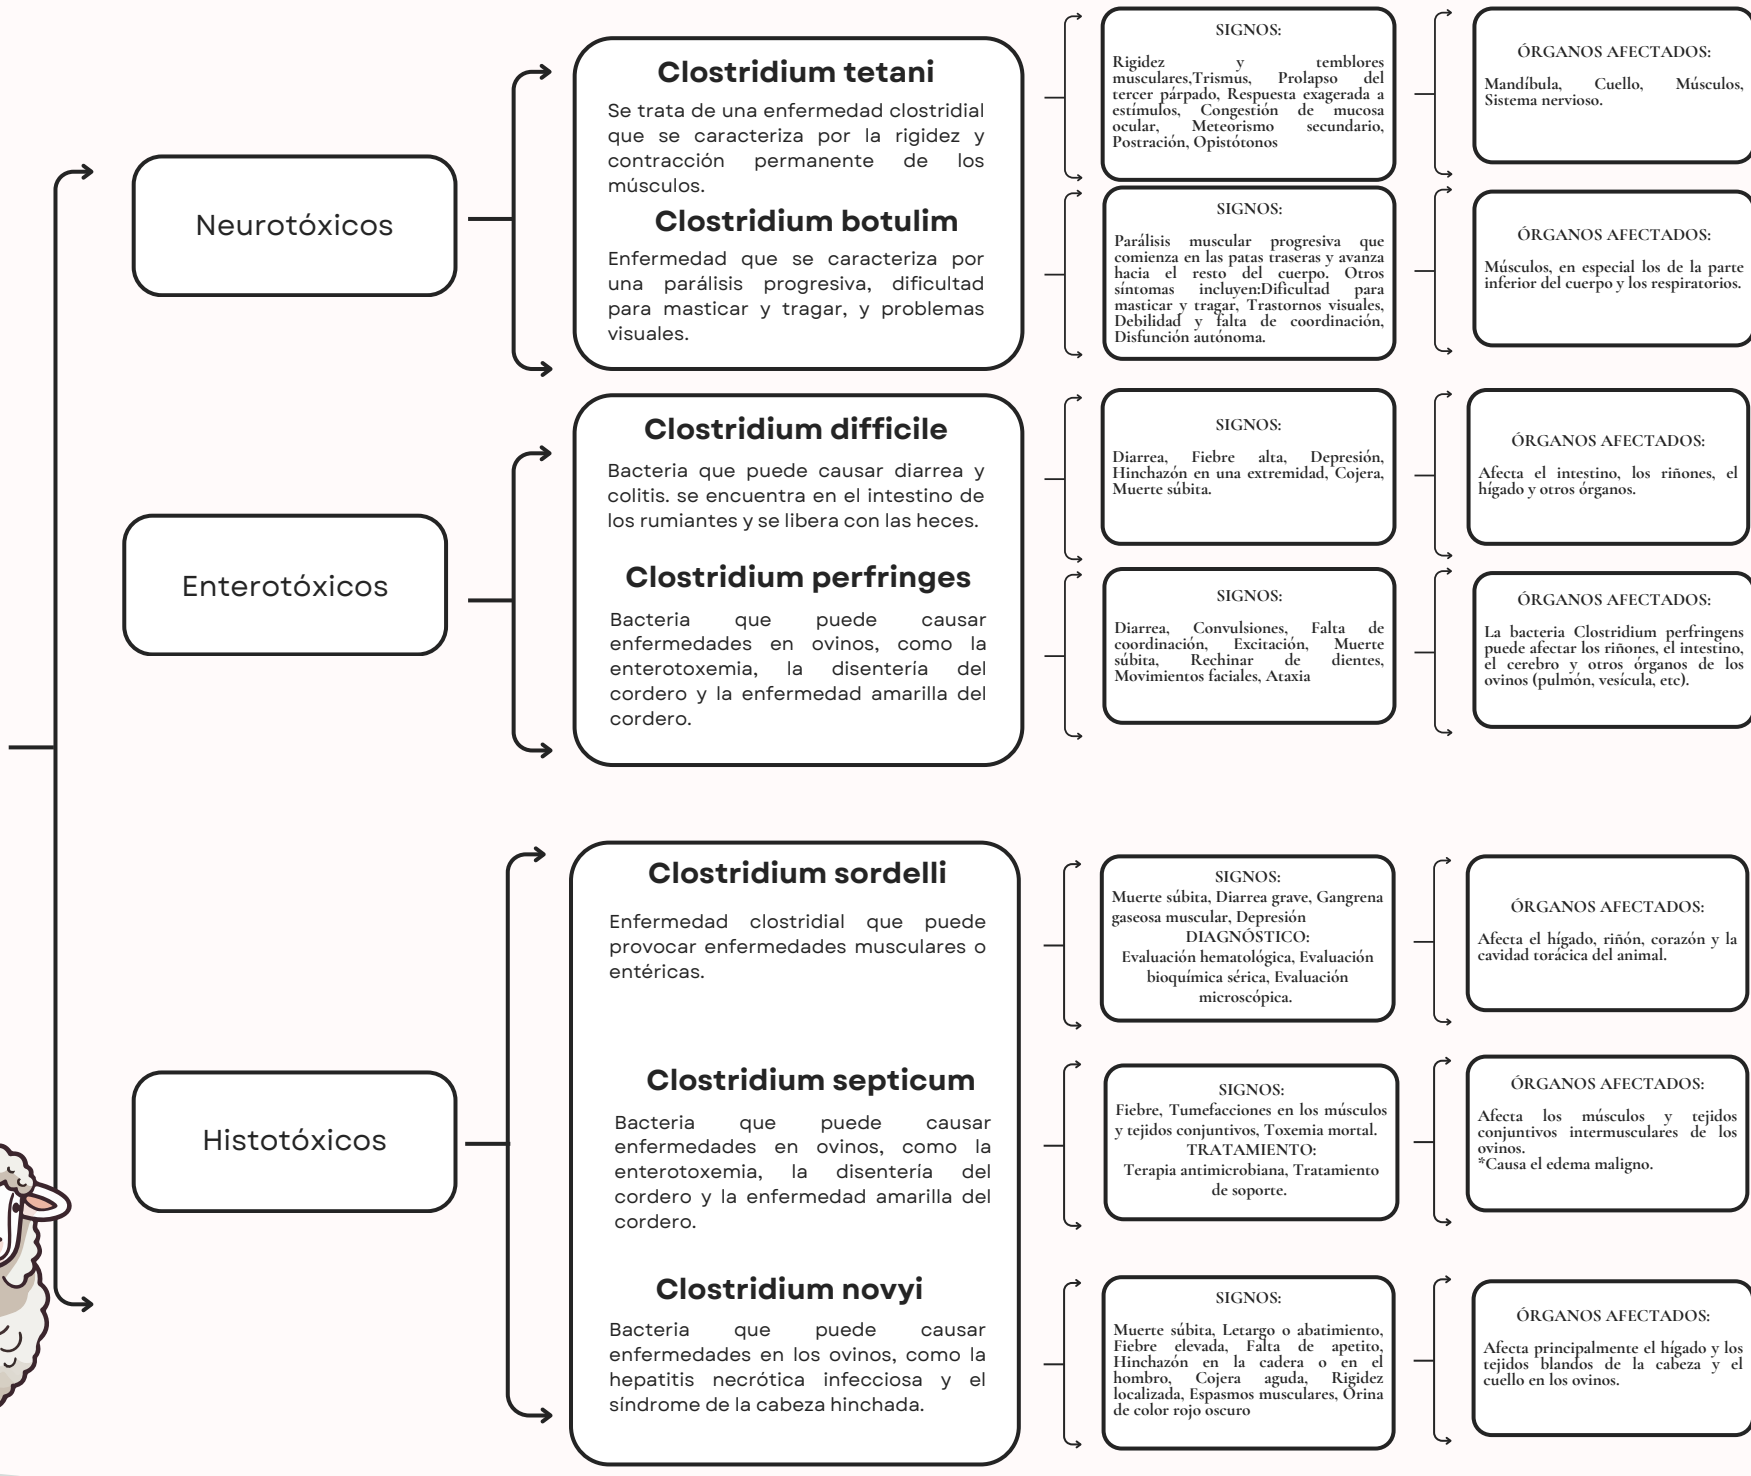 Neurotóxicos
Clostridium tetani
Se trata de una enfermedad clostridial
que se caracteriza por la rigidez y
contracción permanente de los
músculos.
Clostridium botulim
Enfermedad que se caracteriza por
una parálisis progresiva, dificultad
para masticar y tragar, y problemas
visuales.
SIGNOS:
Rigidez y temblores
musculares,Trismus, Prolapso del
tercer párpado, Respuesta exagerada a
estímulos, Congestión de mucosa
ocular, Meteorismo secundario,
Postración, Opistótonos
ÓRGANOS AFECTADOS:
Mandíbula, Cuello, Músculos,
Sistema nervioso.
SIGNOS:
Parálisis muscular progresiva que
comienza en las patas traseras y avanza
hacia el resto del cuerpo. Otros
síntomas incluyen:Dificultad para
masticar y tragar, Trastornos visuales,
Debilidad y falta de coordinación,
Disfunción autónoma.
ÓRGANOS AFECTADOS:
Músculos, en especial los de la parte
inferior del cuerpo y los respiratorios.
Enterotóxicos
Clostridium difficile
Bacteria que puede causar diarrea y
colitis. se encuentra en el intestino de
los rumiantes y se libera con las heces.
Clostridium perfringes
Bacteria que puede causar
enfermedades en ovinos, como la
enterotoxemia, la disentería del
cordero y la enfermedad amarilla del
cordero.
SIGNOS:
Diarrea, Fiebre alta, Depresión,
Hinchazón en una extremidad, Cojera,
Muerte súbita.
ÓRGANOS AFECTADOS:
Afecta el intestino, los riñones, el
hígado y otros órganos.
SIGNOS:
Diarrea, Convulsiones, Falta de
coordinación, Excitación, Muerte
súbita, Rechinar de dientes,
Movimientos faciales, Ataxia
ÓRGANOS AFECTADOS:
La bacteria Clostridium perfringens
puede afectar los riñones, el intestino,
el cerebro y otros órganos de los
ovinos (pulmón, vesícula, etc).
Histotóxicos
Clostridium sordelli
Enfermedad clostridial que puede
provocar enfermedades musculares o
entéricas.
Clostridium septicum
Bacteria que puede causar
enfermedades en ovinos, como la
enterotoxemia, la disentería del
cordero y la enfermedad amarilla del
cordero.
Clostridium novyi
Bacteria que puede causar
enfermedades en los ovinos, como la
hepatitis necrótica infecciosa y el
síndrome de la cabeza hinchada.
SIGNOS:
Muerte súbita, Diarrea grave, Gangrena
gaseosa muscular, Depresión
DIAGNÓSTICO:
Evaluación hematológica, Evaluación
bioquímica sérica, Evaluación
microscópica.
ÓRGANOS AFECTADOS:
Afecta el hígado, riñón, corazón y la
cavidad torácica del animal.
SIGNOS:
Fiebre, Tumefacciones en los músculos
y tejidos conjuntivos, Toxemia mortal.
TRATAMIENTO:
Terapia antimicrobiana, Tratamiento
de soporte.
ÓRGANOS AFECTADOS:
Afecta los músculos y tejidos
conjuntivos intermusculares de los
ovinos.
*Causa el edema maligno.
SIGNOS:
Muerte súbita, Letargo o abatimiento,
Fiebre elevada, Falta de apetito,
Hinchazón en la cadera o en el
hombro, Cojera aguda, Rigidez
localizada, Espasmos musculares, Orina
de color rojo oscuro
ÓRGANOS AFECTADOS:
Afecta principalmente el hígado y los
tejidos blandos de la cabeza y el
cuello en los ovinos.